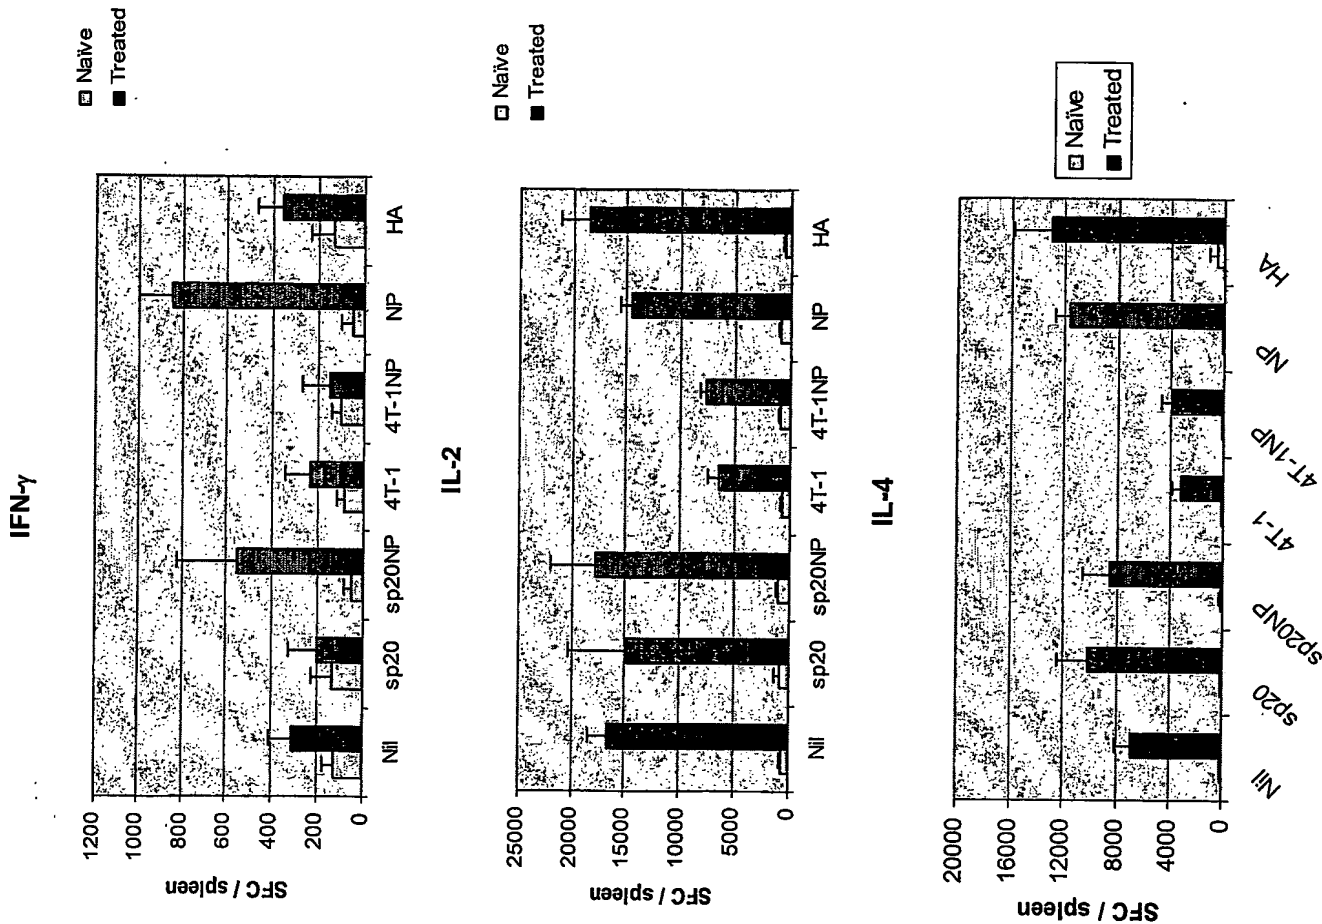 IFN-γ
Naïve
Treated
SFC / spleen
1200
1000
800
600
400
200
0
Nil
sp20
sp20NP
4T-1
4T-1NP
NP
HA
IL-2
Naïve
Treated
SFC / spleen
25000
20000
15000
10000
5000
0
Nil
sp20
sp20NP
4T-1
4T-1NP
NP
HA
IL-4
Naïve
Treated
SFC / spleen
20000
16000
12000
8000
4000
0
Nil
sp20
sp20NP
4T-1
4T-1NP
NP
HA